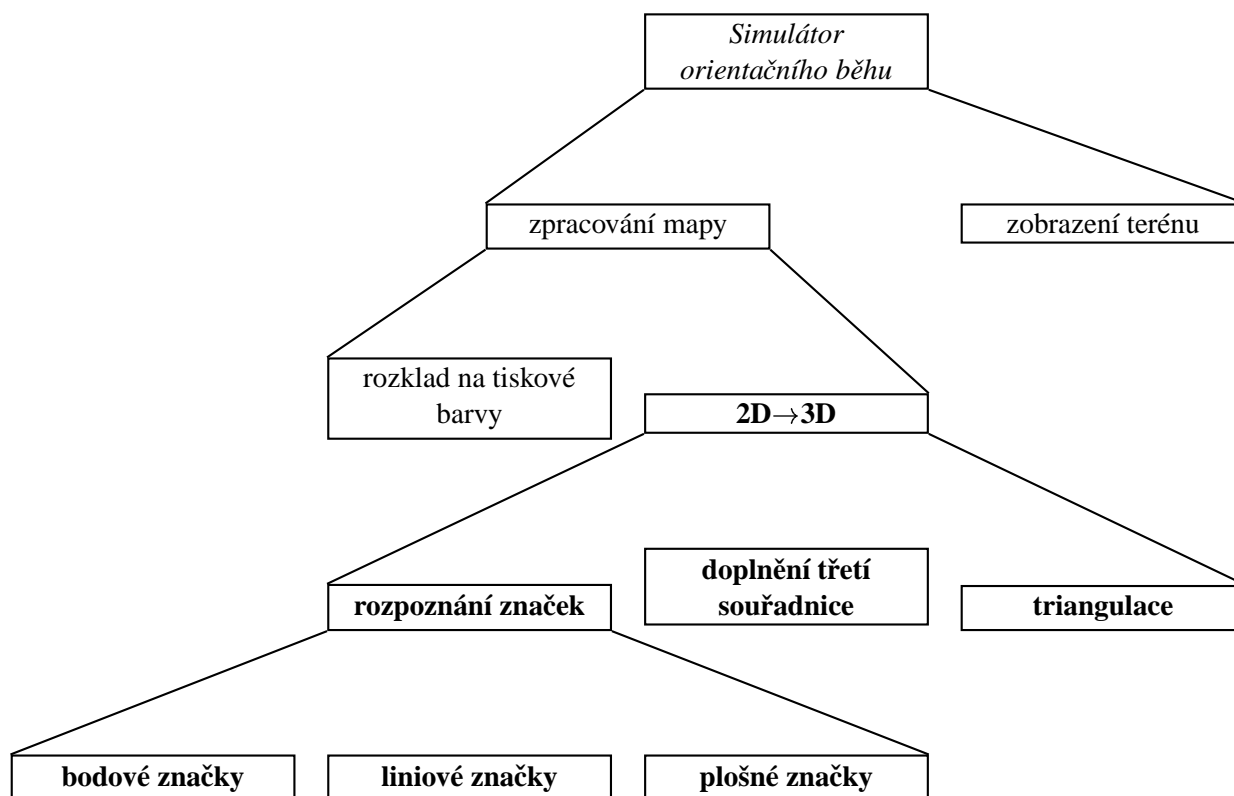 Simulátor
orientačního běhu
zpracování mapy
zobrazení terénu
rozklad na tiskové
barvy
2D→3D
doplnění třetí
souřadnice
rozpoznání značek
triangulace
bodové značky
liniové značky
plošné značky